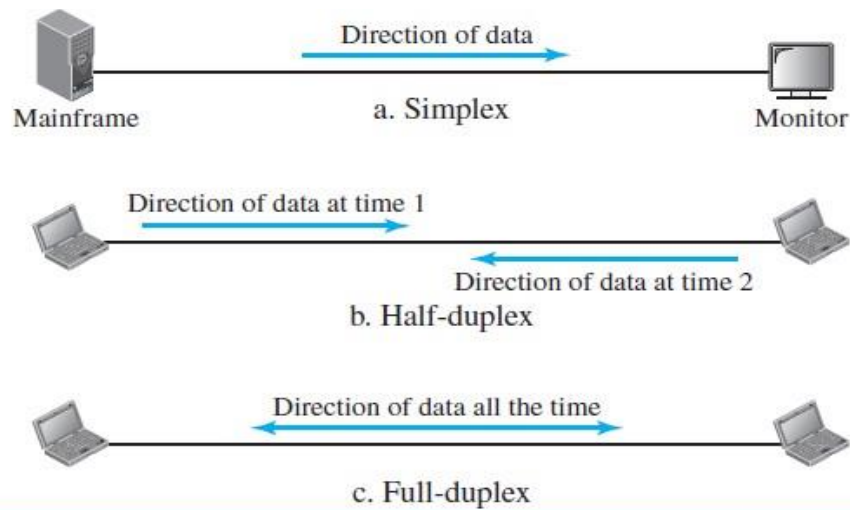 Direction of data
Mainframe
a. Simplex
Monitor
Direction of data at time 1
Direction of data at time 2
b. Half-duplex
Direction of data all the time
c. Full-duplex